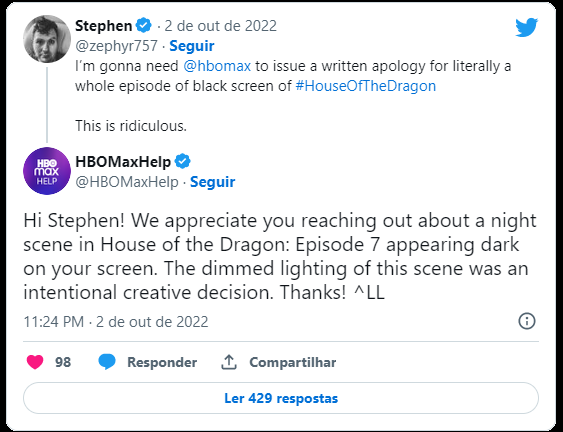 Stephen · 2 de out de 2022
@zephyr757 · Seguir
I'm gonna need @hbomax to issue a written apology for literally a
whole episode of black screen of #HouseOfTheDragon
This is ridiculous.
HBO
max
HELP
HBOMaxHelp
@HBOMaxHelp · Seguir
Hi Stephen! We appreciate you reaching out about a night
scene in House of the Dragon: Episode 7 appearing dark
on your screen. The dimmed lighting of this scene was an
intentional creative decision. Thanks! ^LL
11:24 PM · 2 de out de 2022
98 Responder Compartilhar
Ler 429 respostas